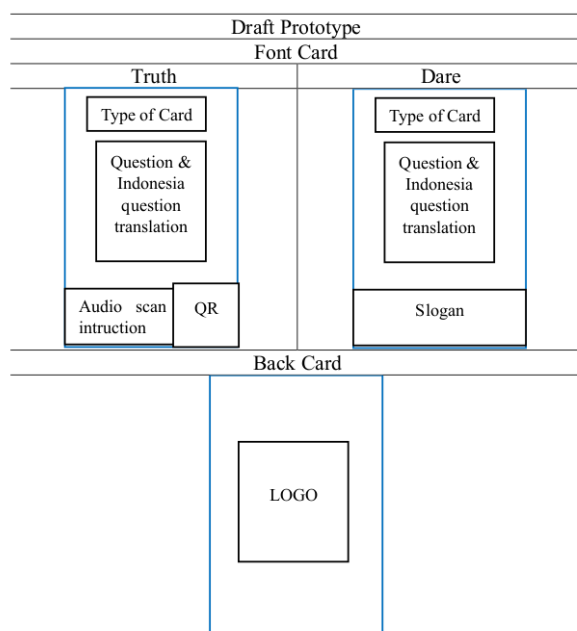 Draft Prototype
Font Card
Truth
Dare
Type of Card
Question &
Indonesia
question
translation
Audio scan
intruction
QR
Type of Card
Question &
Indonesia
question
translation
Slogan
Back Card
LOGO